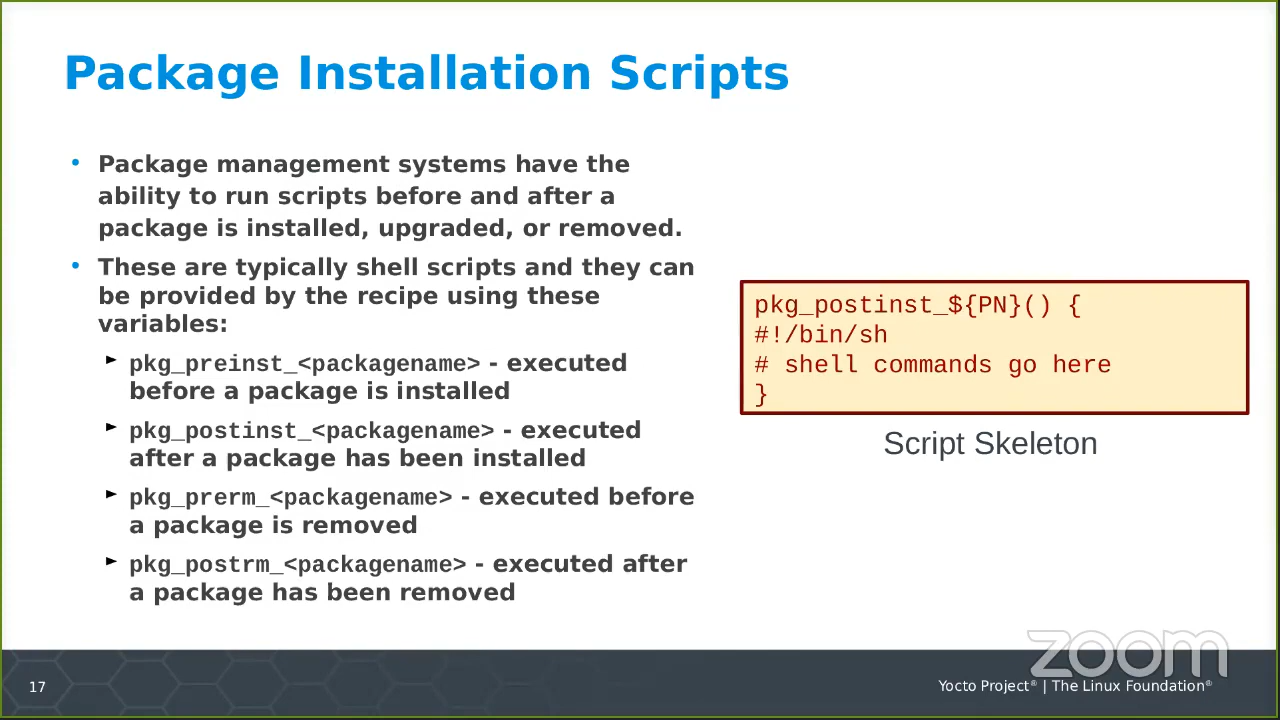 Package Installation Scripts
• Package management systems have the
ability to run scripts before and after a
package is installed, upgraded, or removed.
• These are typically shell scripts and they can
be provided by the recipe using these
variables:
► pkg_preinst_<packagename> - executed
before a package is installed
► pkg_postinst_<packagename> - executed
after a package has been installed
► pkg_prerm_<packagename> - executed before
a package is removed
► pkg_postrm_<packagename> - executed after
a package has been removed
pkg_postinst_${PN}() {
#!/bin/sh
# shell commands go here
}
Script Skeleton
zoom
17
Yocto Project® | The Linux Foundation®